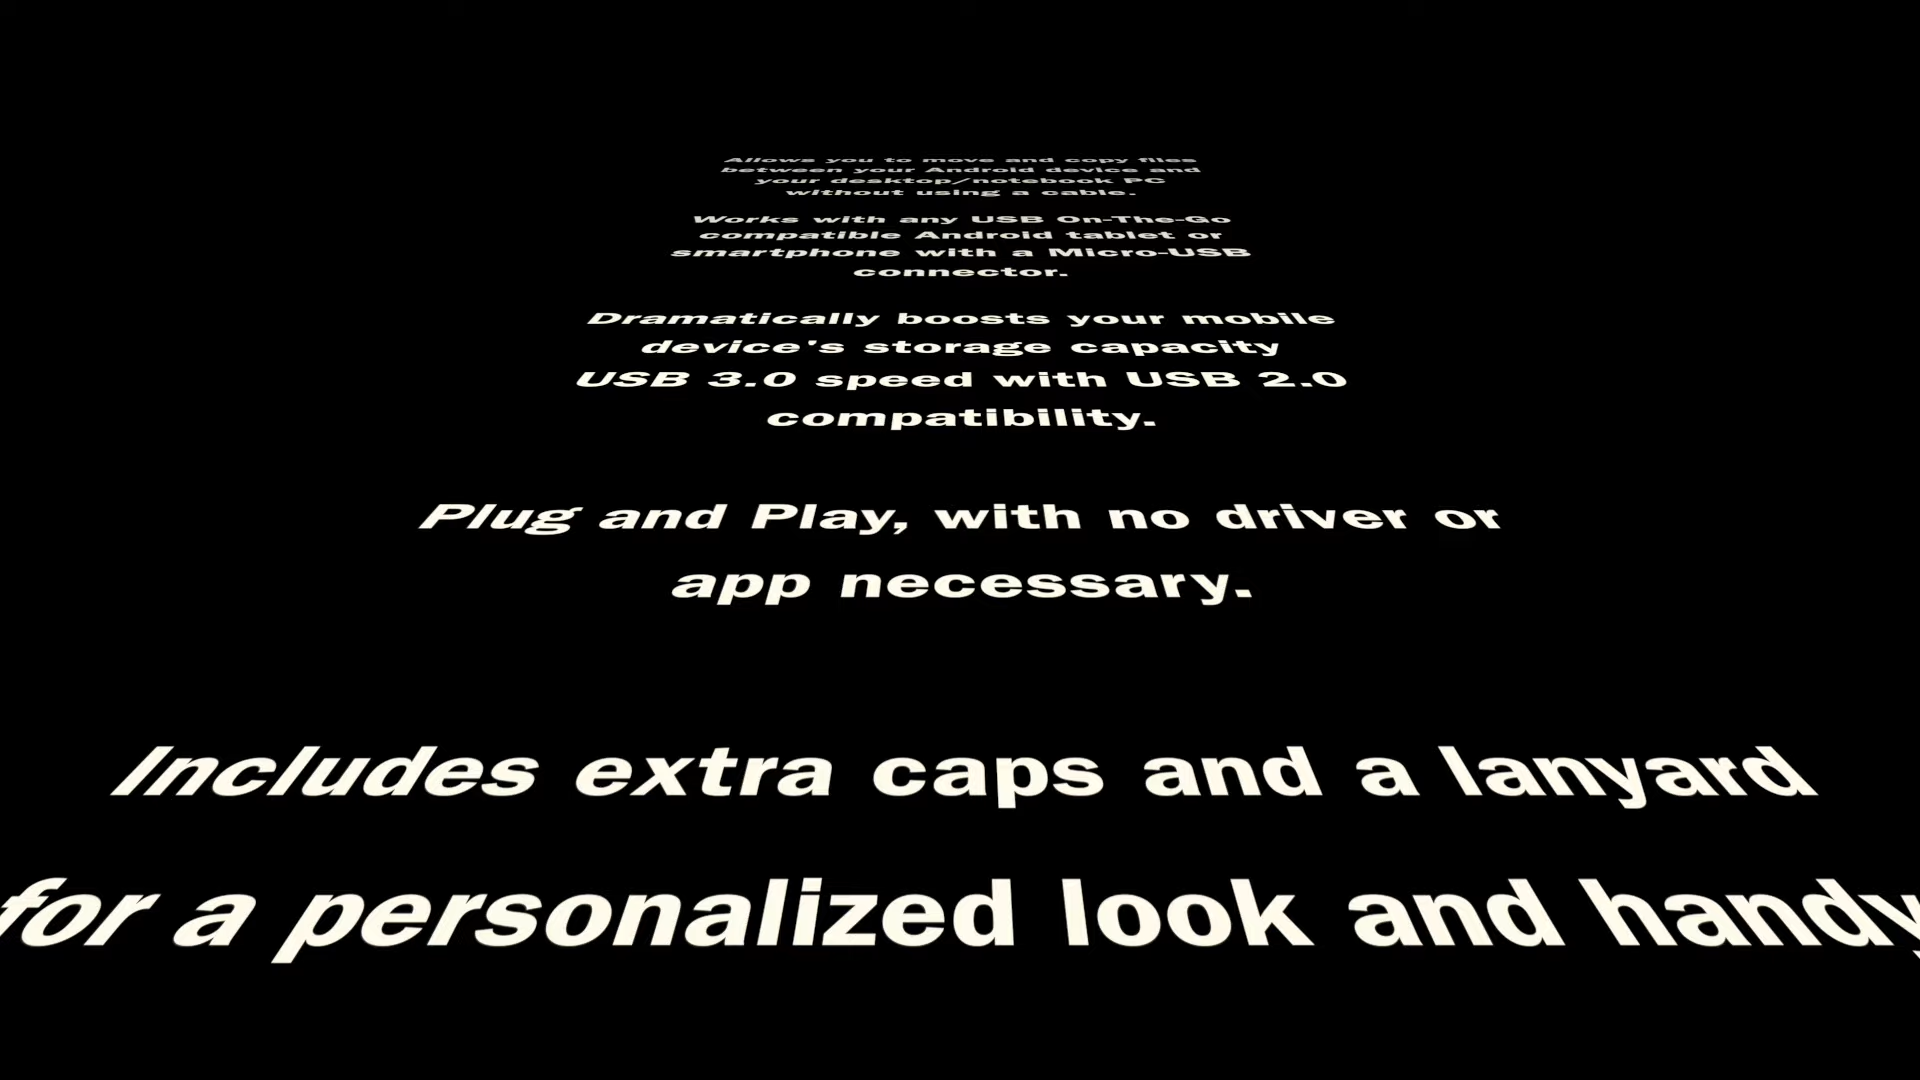 Allows you to move and copy files
between your Android device and
your desktop/notebook PC
without using a cable.
Works with any USB On-The-Go
compatible Android tablet or
smartphone with a Micro-USB
connector.
Dramatically boosts your mobile
device's storage capacity
USB 3.0 speed with USB 2.0
compatibility.
Plug and Play, with no driver or
app necessary.
Includes extra caps and a lanyard
for a personalized look and handy